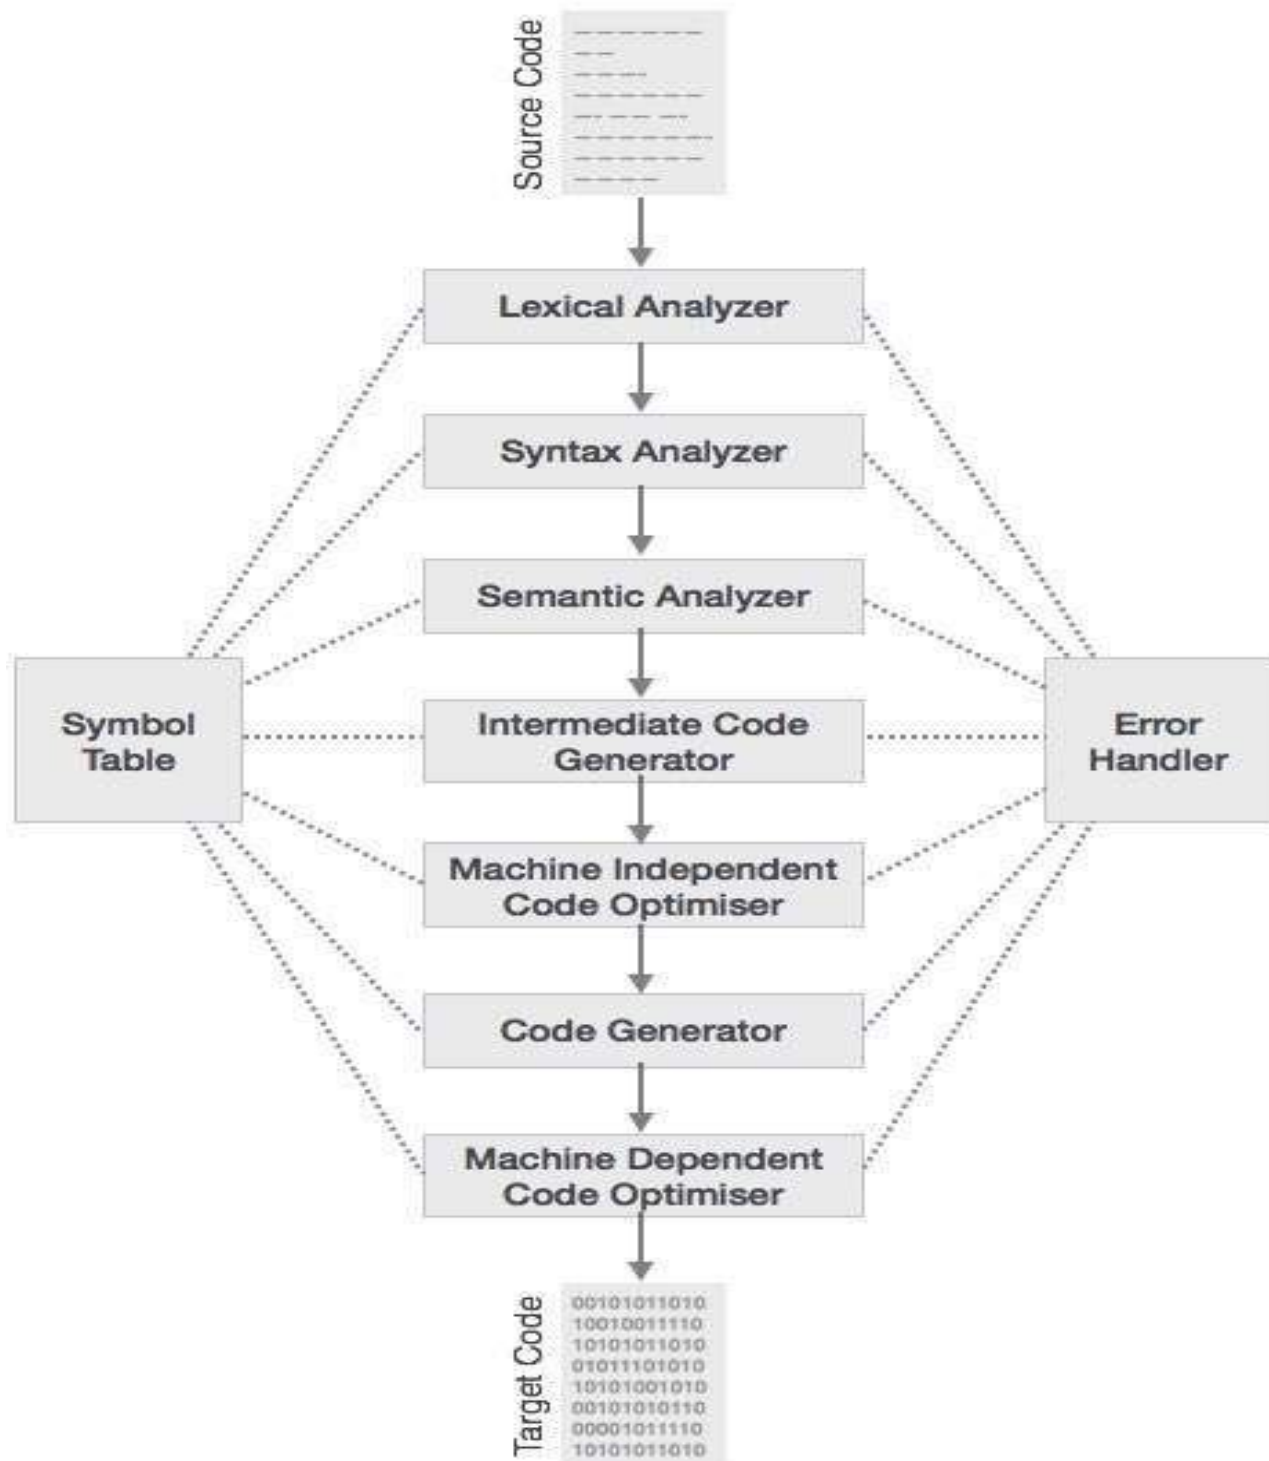 Source Code
Lexical Analyzer
Syntax Analyzer
Semantic Analyzer
Symbol
Table
Intermediate Code
Generator
Error
Handler
Machine Independent
Code Optimiser
Code Generator
Machine Dependent
Code Optimiser
Target Code
00101011010
10010011110
10101011010
01011101010
10101001010
00101010110
00001011110
10101011010